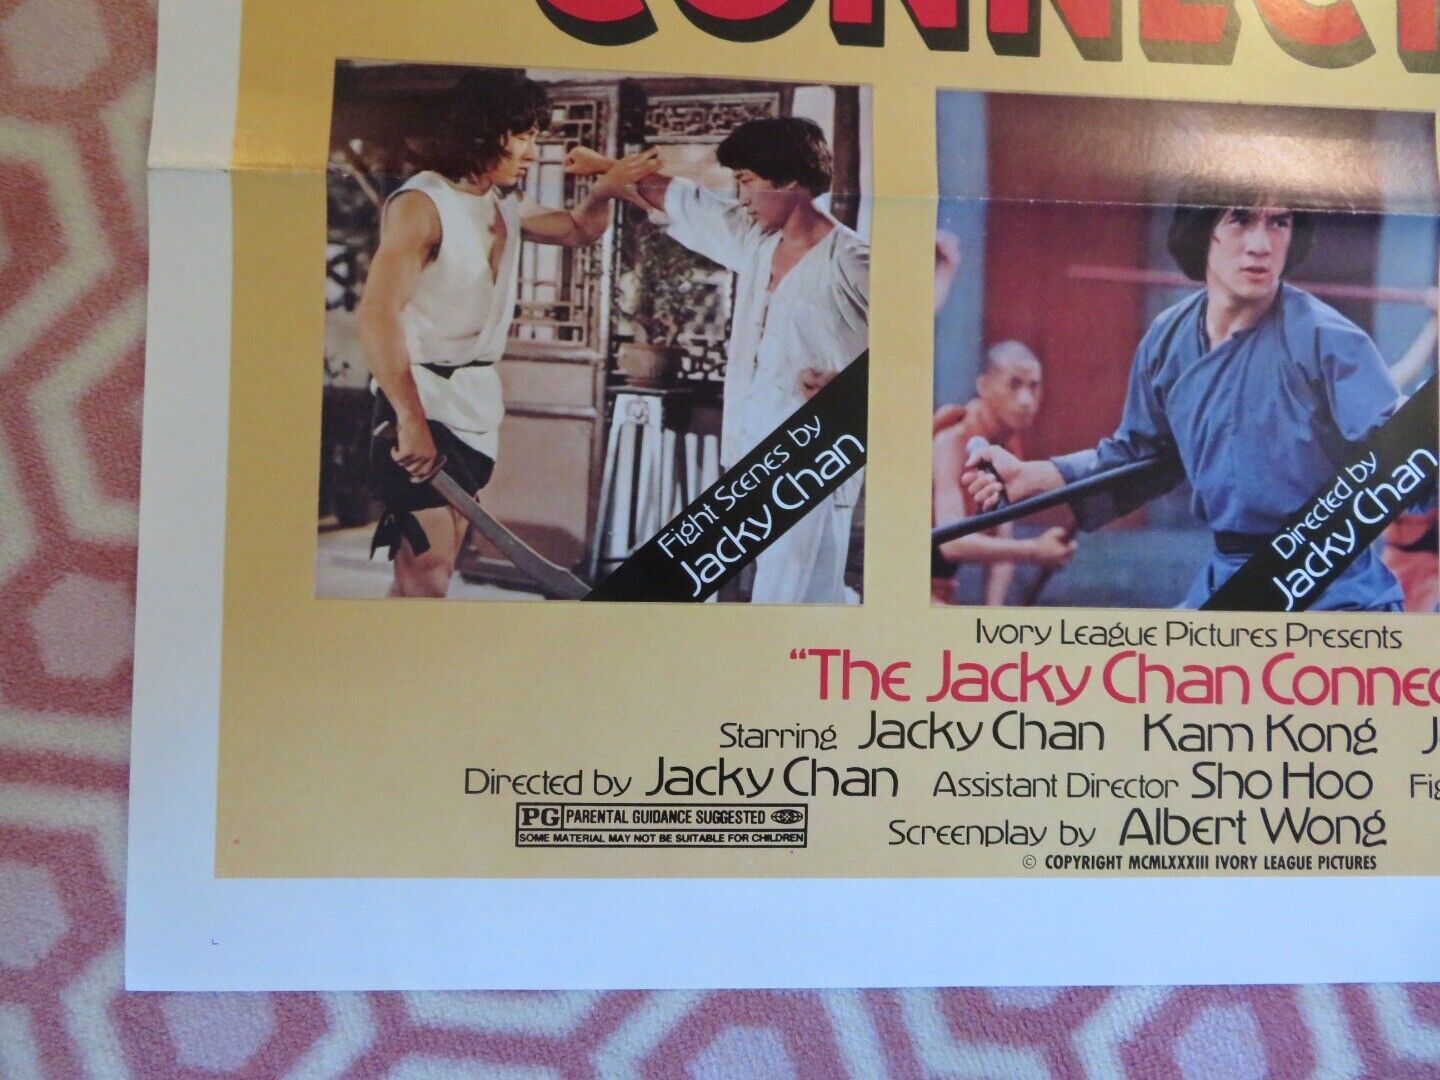 CONNECT
Fight Scenes by
Jacky Chan
Directed by
Jacky Chan
Ivory League Pictures Presents
"The Jacky Chan Connec
Starring Jacky Chan Kam Kong J
Directed by Jacky Chan Assistant Director Sho Hoo Fig
PG PARENTAL GUIDANCE SUGGESTED
SOME MATERIAL MAY NOT BE SUITABLE FOR CHILDREN
Screenplay by Albert Wong
© COPYRIGHT MCMLXXXIII IVORY LEAGUE PICTURES